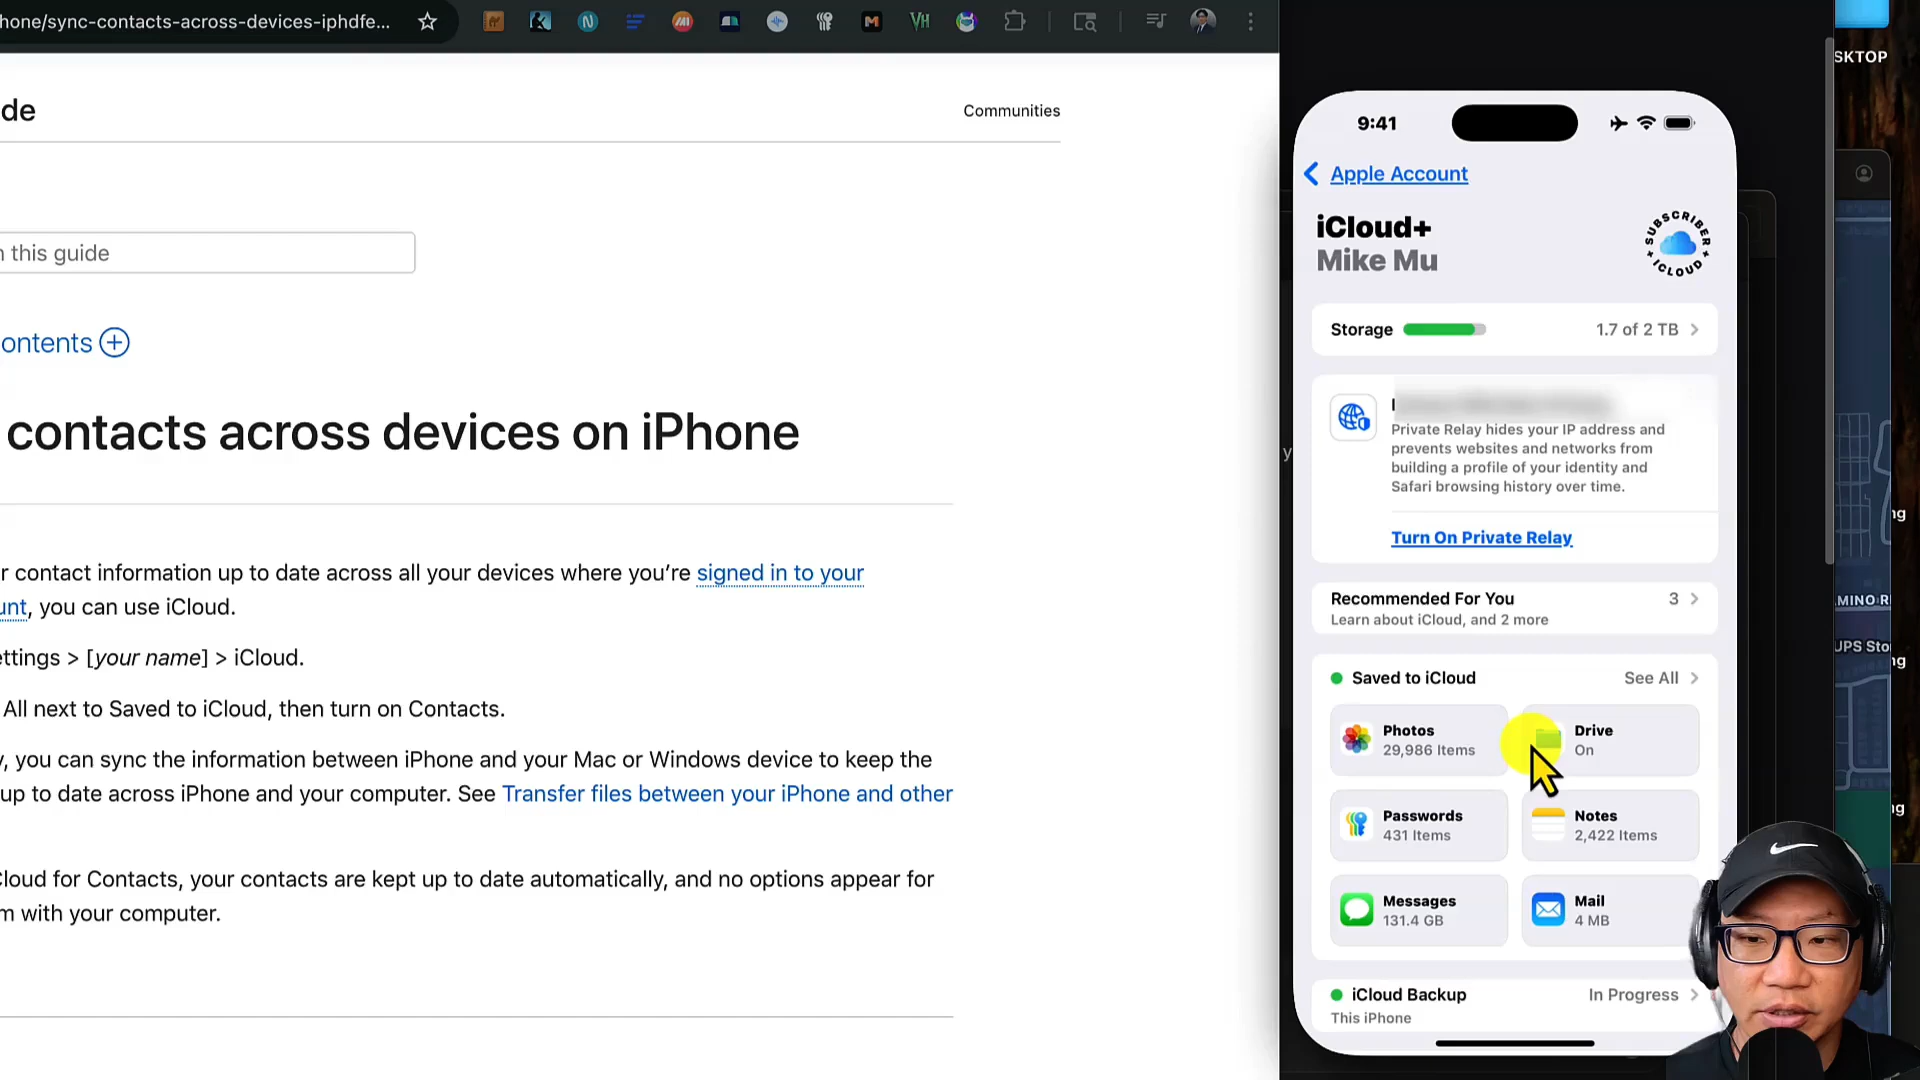 hone/sync-contacts-across-devices-iphdfe...
de
Communities
n this guide
ontents
contacts across devices on iPhone
r contact information up to date across all your devices where you’re signed in to your
unt, you can use iCloud.
ettings > [your name] > iCloud.
All next to Saved to iCloud, then turn on Contacts.
y, you can sync the information between iPhone and your Mac or Windows device to keep the
up to date across iPhone and your computer. See Transfer files between your iPhone and other
Cloud for Contacts, your contacts are kept up to date automatically, and no options appear for
m with your computer.
9:41
Apple Account
iCloud+
Mike Mu
SUBSCRIBER
ICLOUD
Storage
1.7 of 2 TB
Private Relay hides your IP address and
prevents websites and networks from
building a profile of your identity and
Safari browsing history over time.
Turn On Private Relay
Recommended For You
3
Learn about iCloud, and 2 more
Saved to iCloud
See All
Photos
29,986 Items
Drive
On
Passwords
431 Items
Notes
2,422 Items
Messages
131.4 GB
Mail
4 MB
iCloud Backup
In Progress
This iPhone
SKTOP
ng
AMINO R
UPS Sto
ng
ng
y
VH
M
N